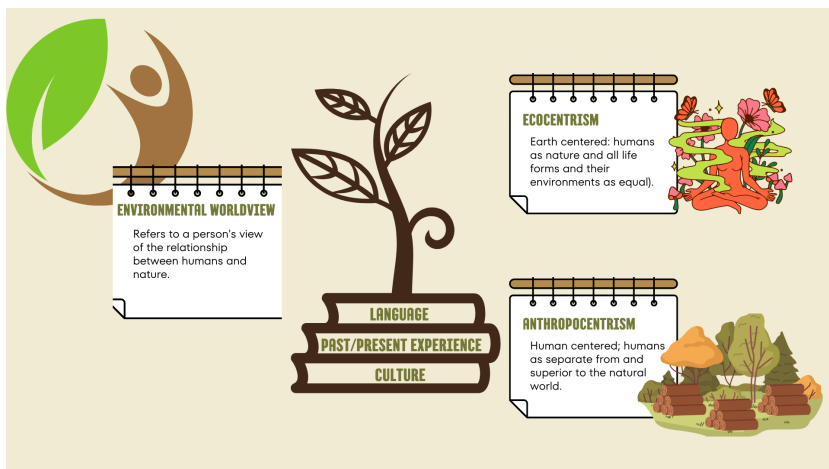 ENVIRONMENTAL WORLDVIEW
Refers to a person's view
of the relationship
between humans and
nature.
LANGUAGE
PAST/PRESENT EXPERIENCE
CULTURE
ECOCENTRISM
Earth centered: humans
as nature and all life
forms and their
environments as equal).
ANTHROPOCENTRISM
Human centered; humans
as separate from and
superior to the natural
world.